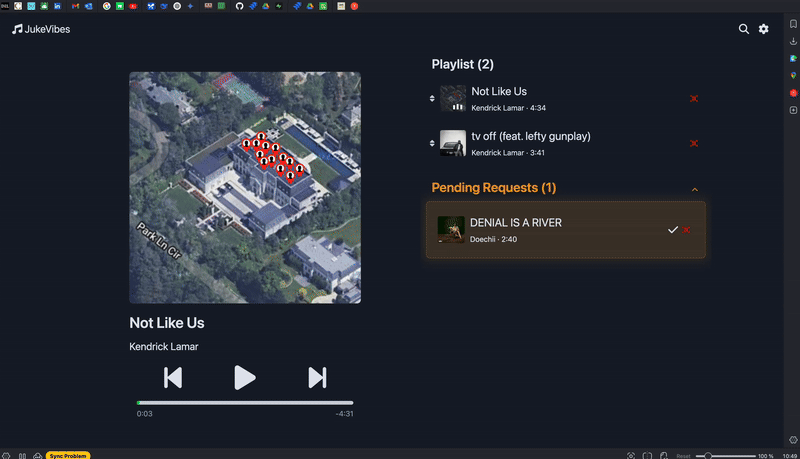 JukeVibes
Playlist (2)
Not Like Us
Kendrick Lamar · 4:34
tv off (feat. lefty gunplay)
Kendrick Lamar · 3:41
Pending Requests (1)
DENIAL IS A RIVER
Doechii · 2:40
Park Ln Cir
Not Like Us
Kendrick Lamar
0:03
-4:31
Sync Problem
Reset
100 %
10:49